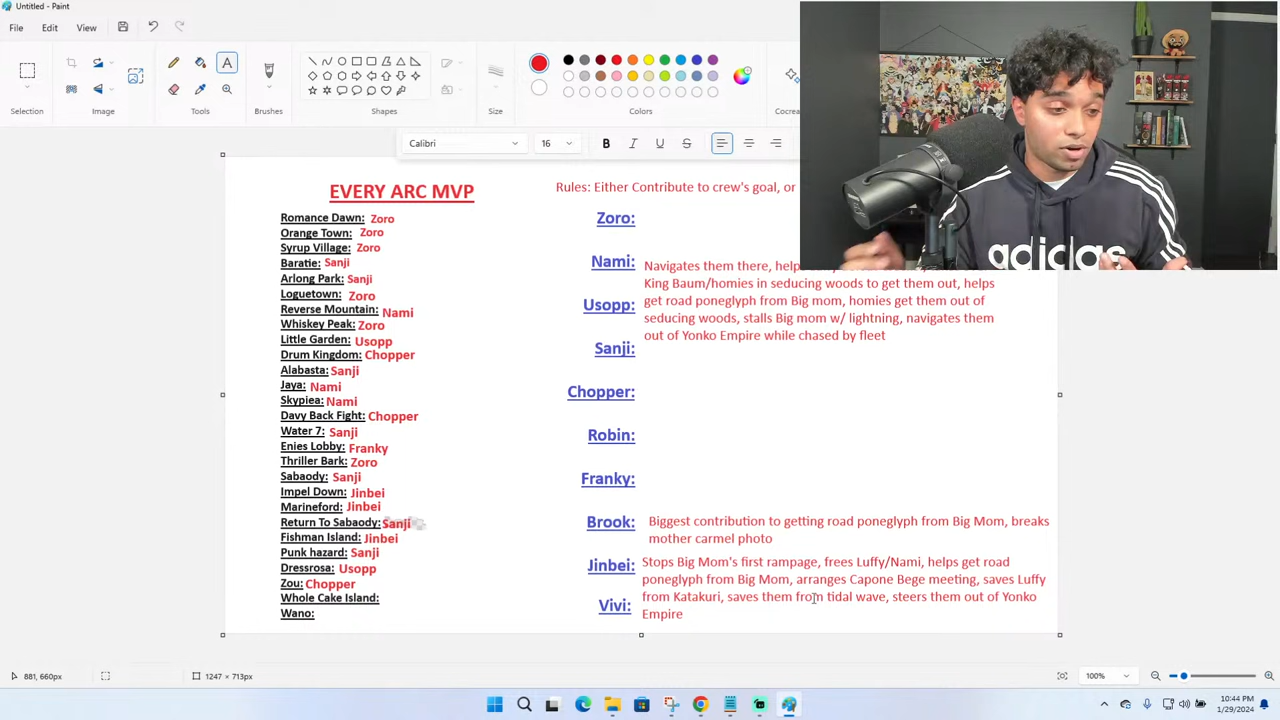 Untitled - Paint
File Edit View
Selection Image Tools Brushes Shapes Size Colors
Calibri 16 B I U S
EVERY ARC MVP
Romance Dawn: Zoro
Orange Town: Zoro
Syrup Village: Zoro
Baratie: Sanji
Arlong Park: Sanji
Loguetown: Zoro
Reverse Mountain: Nami
Whiskey Peak: Zoro
Little Garden: Usopp
Drum Kingdom: Chopper
Alabasta: Sanji
Jaya: Nami
Skypiea: Nami
Davy Back Fight: Chopper
Water 7: Sanji
Enies Lobby: Franky
Thriller Bark: Zoro
Sabaody: Sanji
Impel Down: Jinbei
Marineford: Jinbei
Return To Sabaody: Sanji
Fishman Island: Jinbei
Punk hazard: Sanji
Dressrosa: Usopp
Zou: Chopper
Whole Cake Island:
Wano:
Rules: Either Contribute to crew's goal, or
Zoro:
Nami: Navigates them there,
King Baum/homies in seducing woods to get them out, helps
get road poneglyph from Big mom, homies get them out of
seducing woods, stalls Big mom w/ lightning, navigates them
out of Yonko Empire while chased by fleet
Usopp:
Sanji:
Chopper:
Robin:
Franky:
Brook: Biggest contribution to getting road poneglyph from Big Mom, breaks
mother carmel photo
Jinbei: Stops Big Mom's first rampage, frees Luffy/Nami, helps get road
poneglyph from Big Mom, arranges Capone Bege meeting, saves Luffy
from Katakuri, saves them from tidal wave, steers them out of Yonko
Empire
Vivi:
adidas
881, 660px 1247 × 713px 100%
10:44 PM
1/29/2024